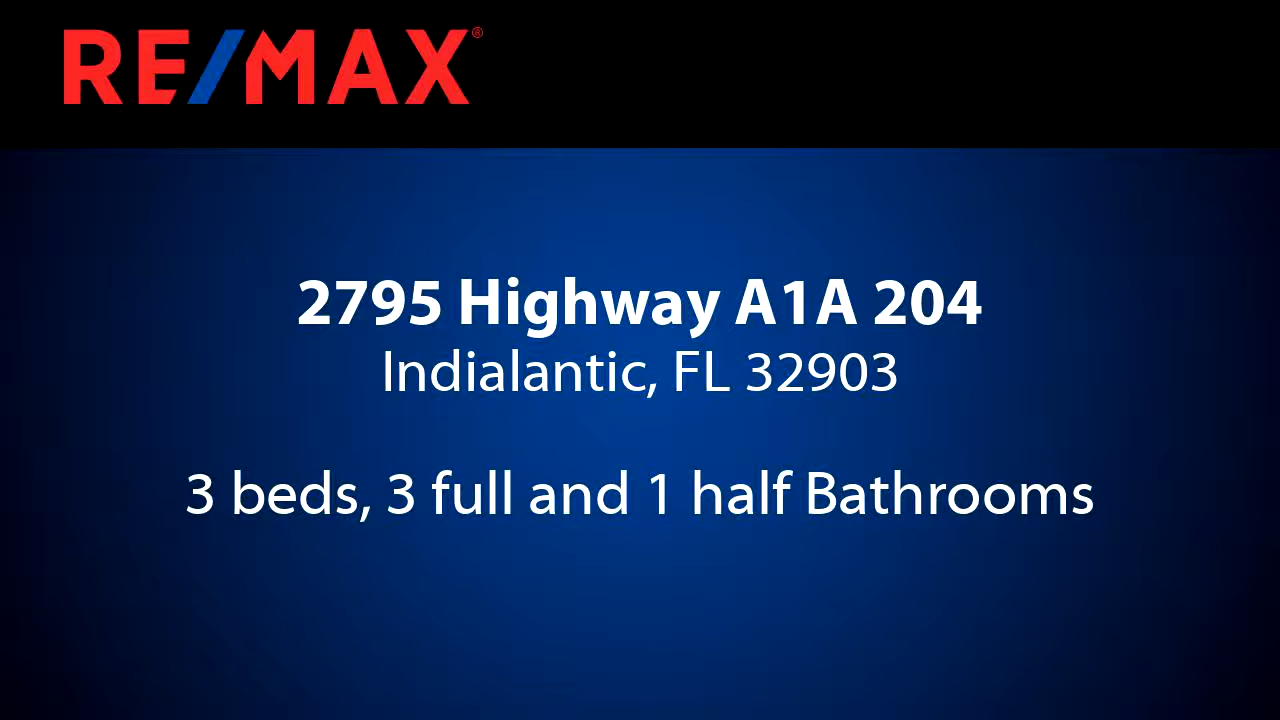 RE/MAX®
2795 Highway A1A 204
Indialantic, FL 32903
3 beds, 3 full and 1 half Bathrooms